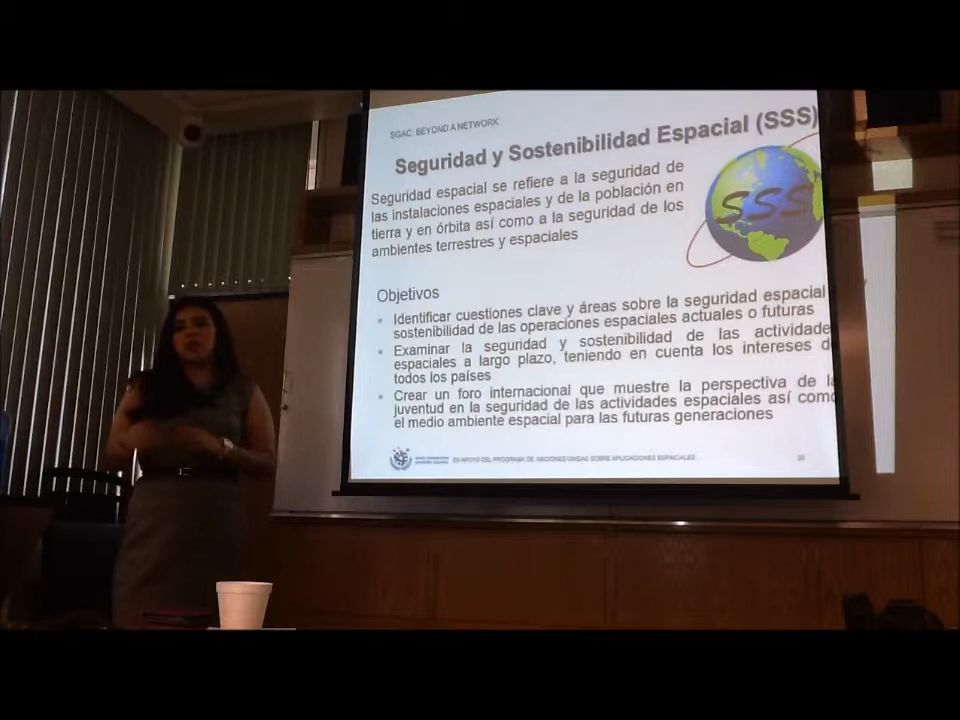 SGAC: BEYOND A NETWORK
Seguridad y Sostenibilidad Espacial (SSS)
Seguridad espacial se refiere a la seguridad de
las instalaciones espaciales y de la población en
tierra y en órbita así como a la seguridad de los
ambientes terrestres y espaciales
SSS
Objetivos
• Identificar cuestiones clave y áreas sobre la seguridad espacial
sostenibilidad de las operaciones espaciales actuales o futuras
• Examinar la seguridad y sostenibilidad de las actividade
espaciales a largo plazo, teniendo en cuenta los intereses d
todos los países
• Crear un foro internacional que muestre la perspectiva de la
juventud en la seguridad de las actividades espaciales así como
el medio ambiente espacial para las futuras generaciones
EN APOYO DEL PROGRAMA DE NACIONES UNIDAS SOBRE APLICACIONES ESPACIALES